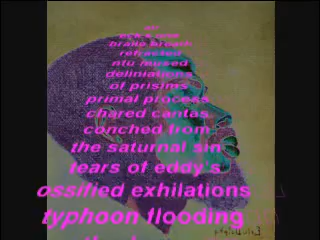 refracted
ntu mused
deliniations
of prisims
primal process
chared cantas
conched from
the saturnal sin
tears of eddy's
ossified exhilations
typhoon flooding